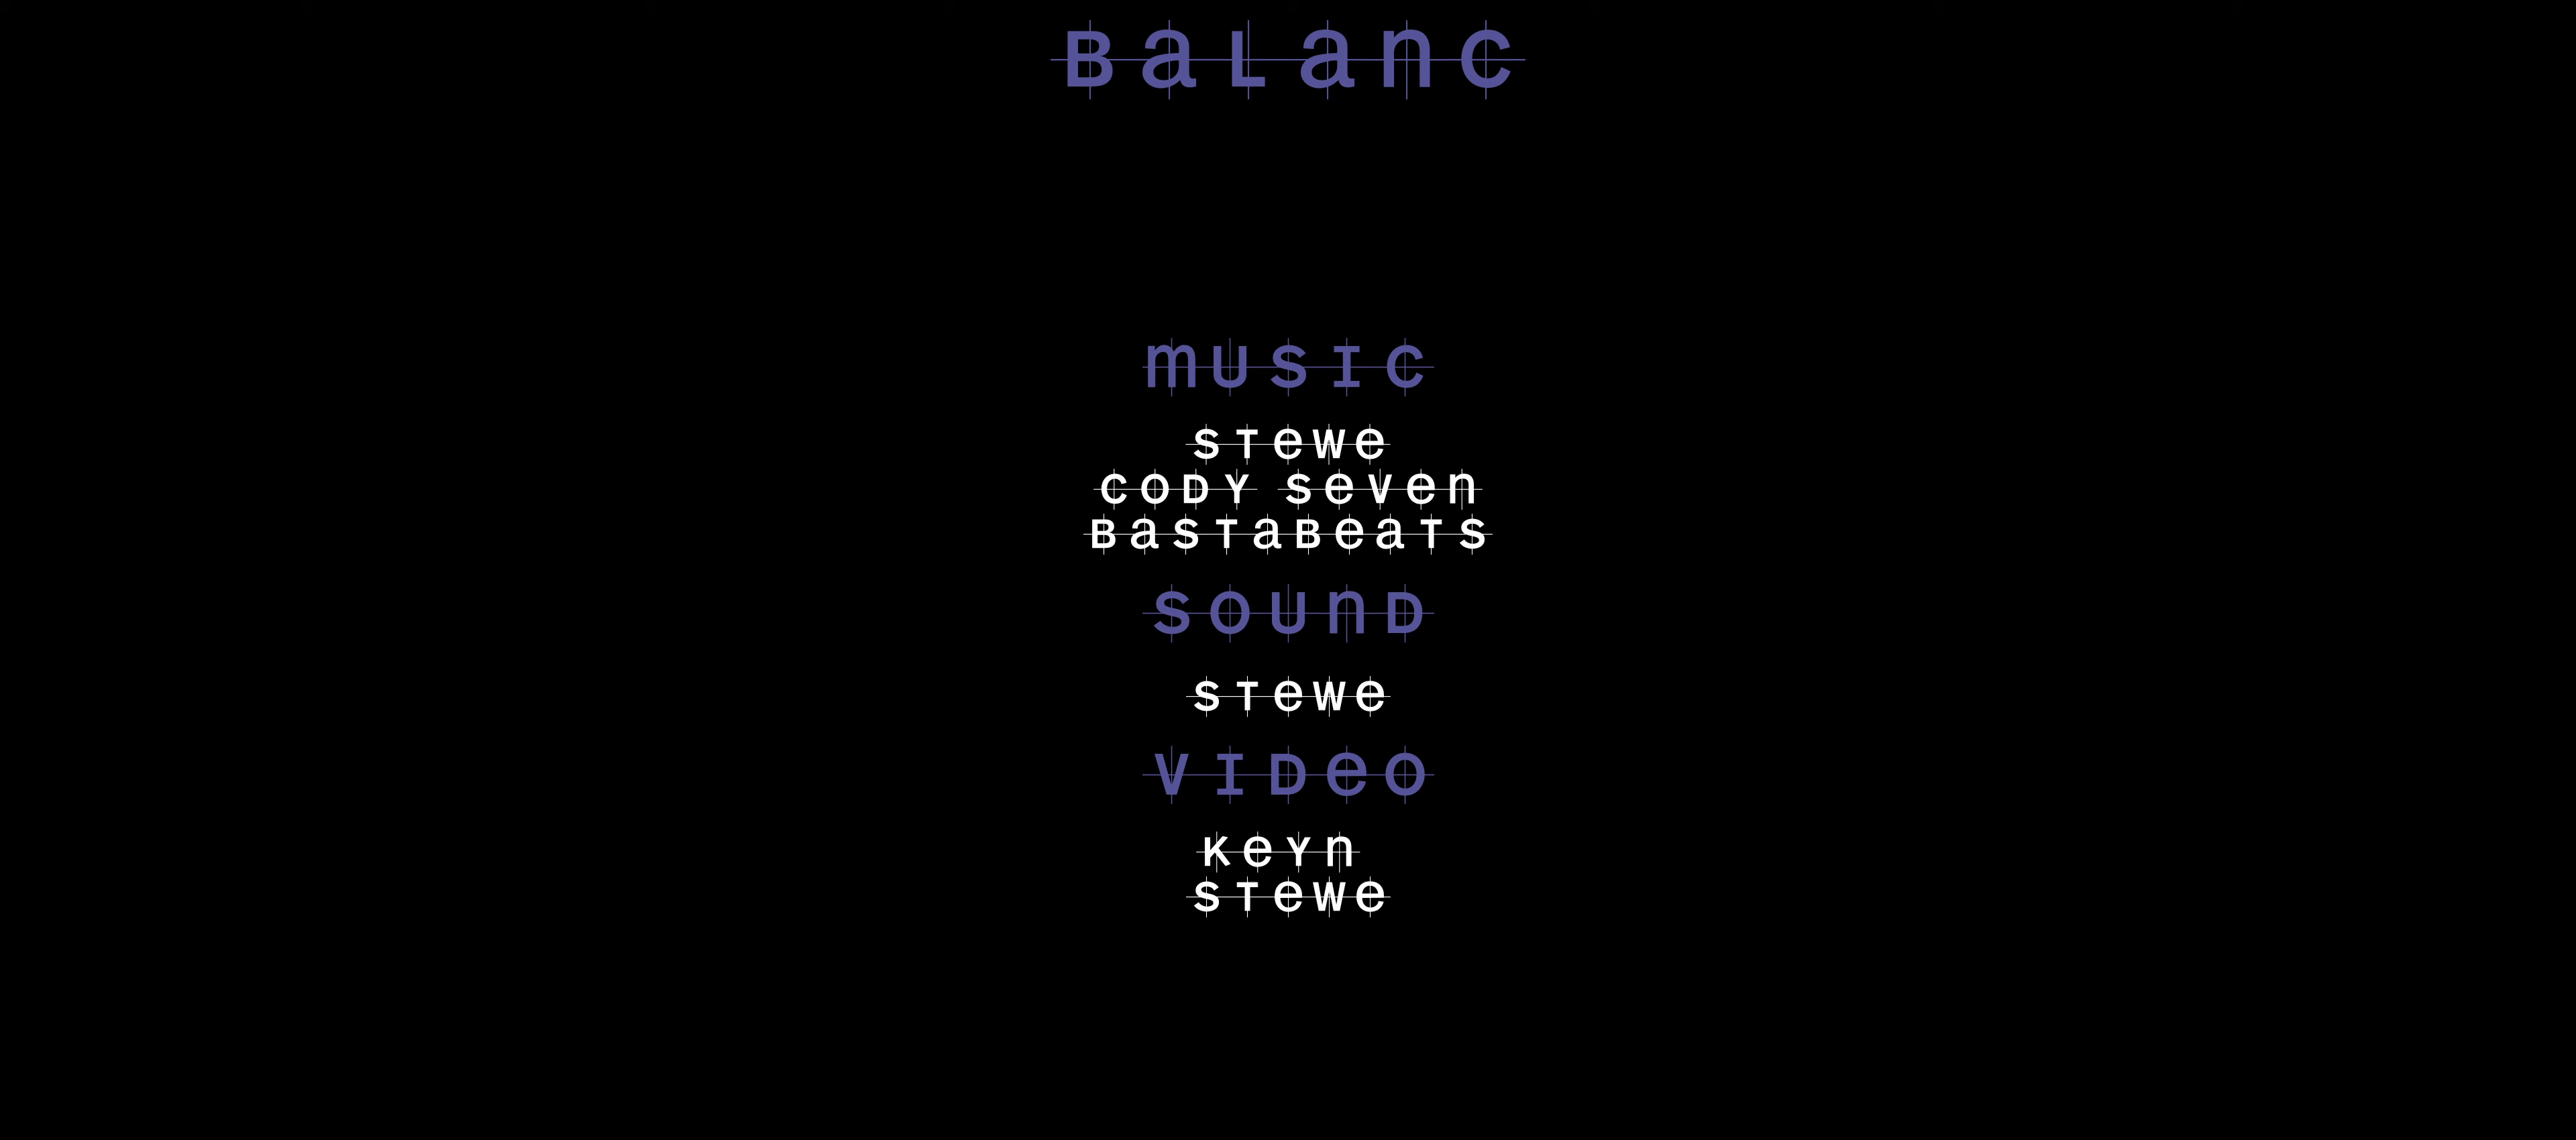 BaLanC
mUSIC
STeWe
CODY SeVen
BaSTaBeaTS
SOUnD
STeWe
VIDeO
KeYn
STeWe